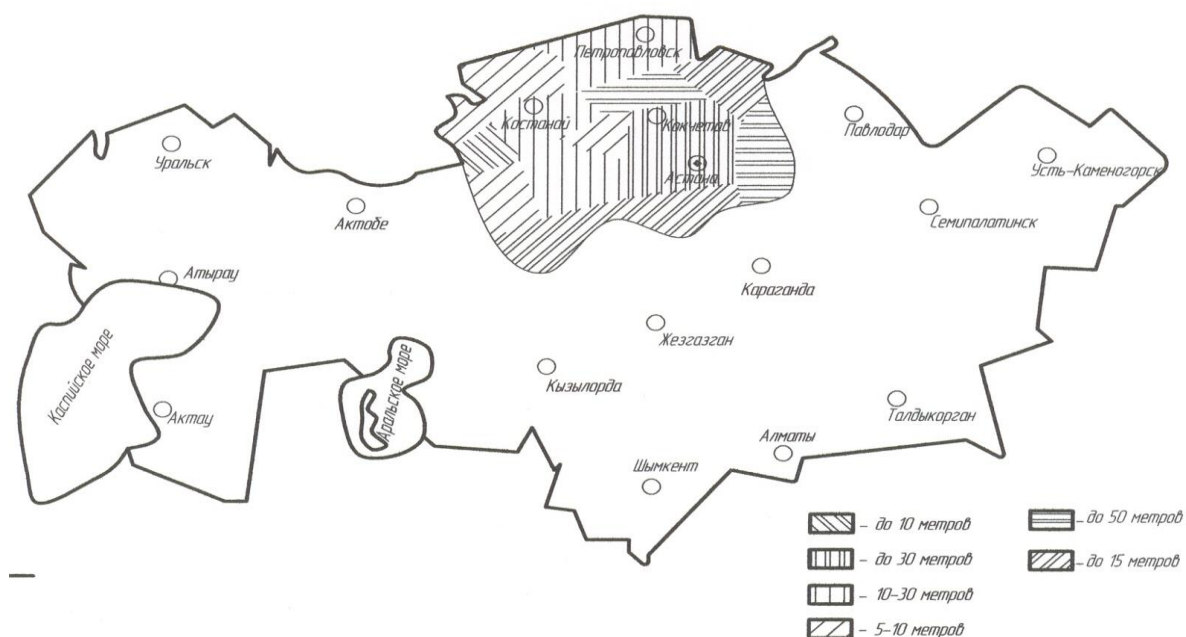 Петропавловск
Костанай
Кокчетов
Павлодар
Уральск
Астана
Усть-Каменогорск
Актобе
Семипалатинск
Атырау
Караганда
Жезгазган
Каспийское море
Аральское море
Кызылорда
Актау
Талдыкорган
Алматы
Шымкент
- до 10 метров
- до 50 метров
- до 30 метров
- до 15 метров
- 10-30 метров
- 5-10 метров